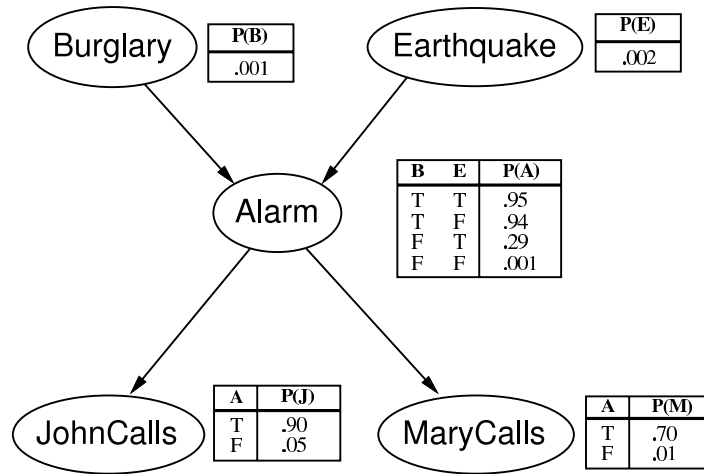 Burglary
P(B)
.001
Earthquake
P(E)
.002
Alarm
B E P(A)
T T .95
T F .94
F T .29
F F .001
JohnCalls
A P(J)
T .90
F .05
MaryCalls
A P(M)
T .70
F .01